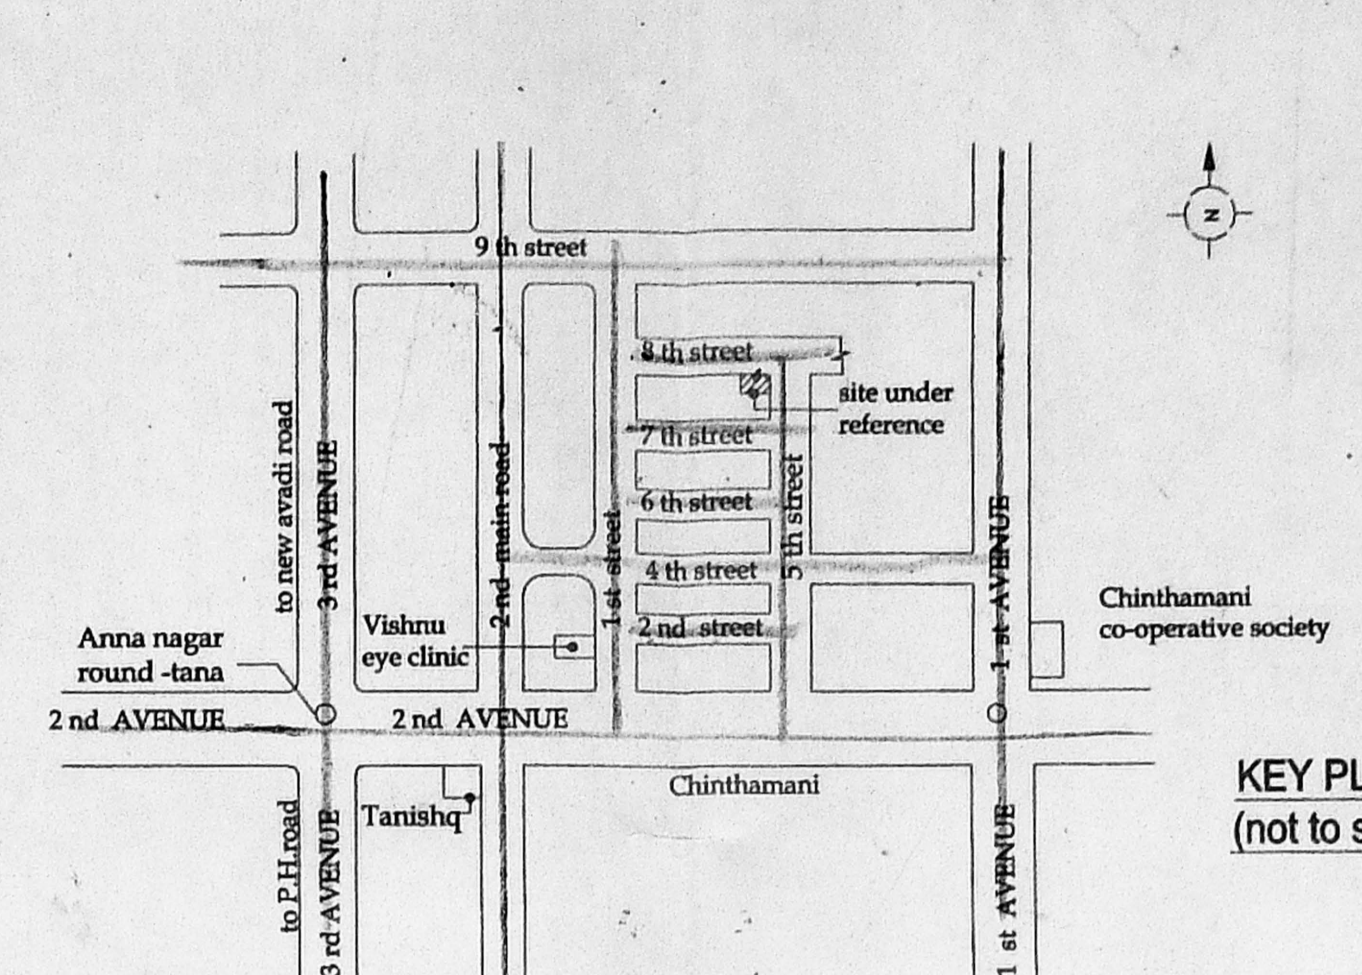 9 th street
N
8 th street
site under
reference
7 th street
to new avadi road
3 rd AVENUE
2 nd main road
6 th street
5 th street
1 st street
1 st AVENUE
4 th street
Chinthamani
co-operative society
Vishnu
eye clinic
2 nd street
Anna nagar
round -tana
2 nd AVENUE
2 nd AVENUE
Chinthamani
KEY PL
(not to s
Tanishq
to P.H.road
3 rd AVENUE
1 st AVENUE